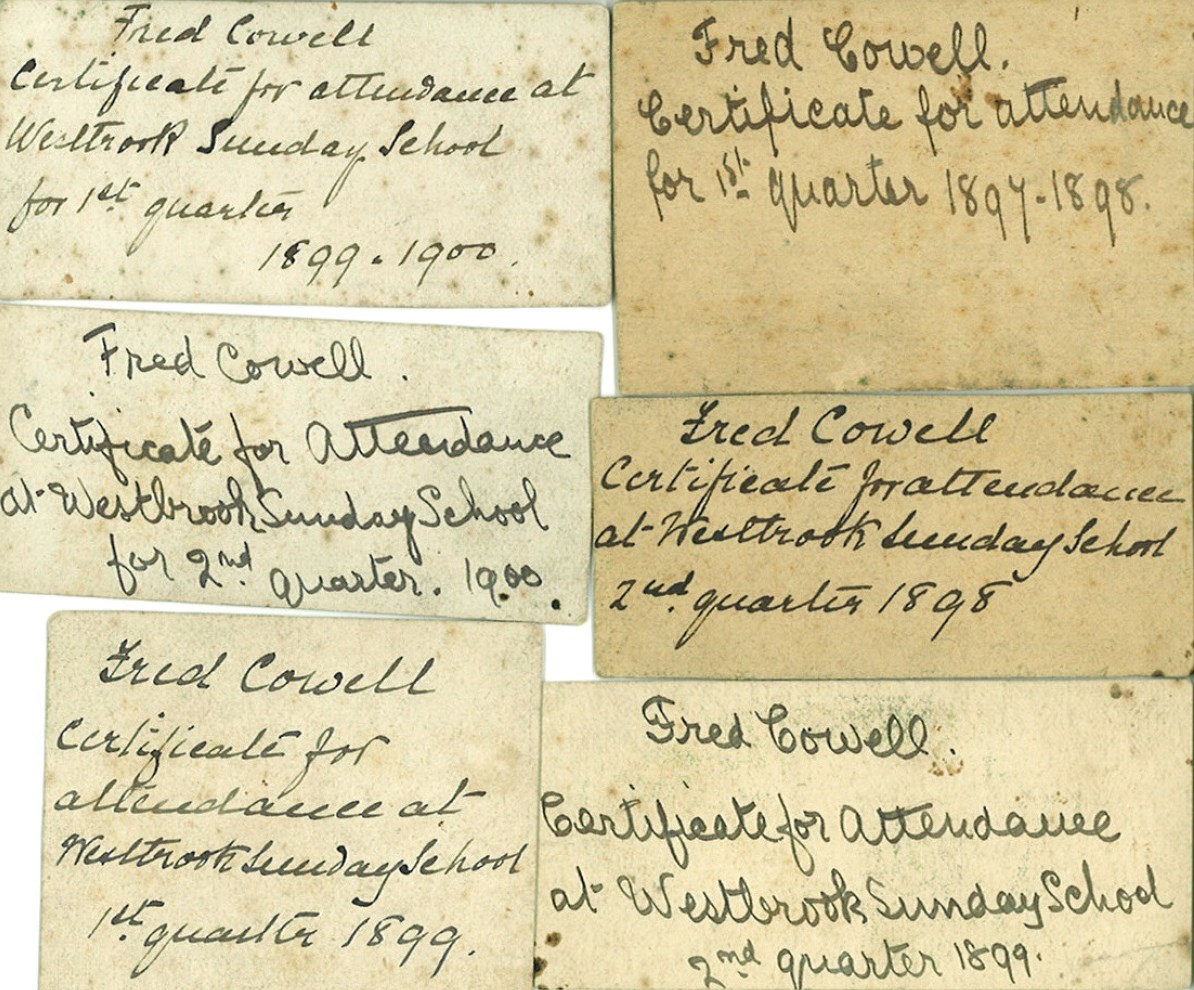 Fred Cowell
Certificate for attendance at
Westbrook Sunday School
for 1st quarter
1899-1900.
Fred Cowell.
Certificate for attendance
for 1st quarter 1897-1898.
Fred Cowell.
Certificate for Attendance
at Westbrook Sunday School
for 2nd quarter. 1900.
Fred Cowell
Certificate for attendance
at Westbrook Sunday School
2nd quarter 1898
Fred Cowell
Certificate for
attendance at
Westbrook Sunday School
1st quarter 1899.
Fred Cowell.
Certificate for Attendance
at Westbrook Sunday School
2nd quarter 1899.